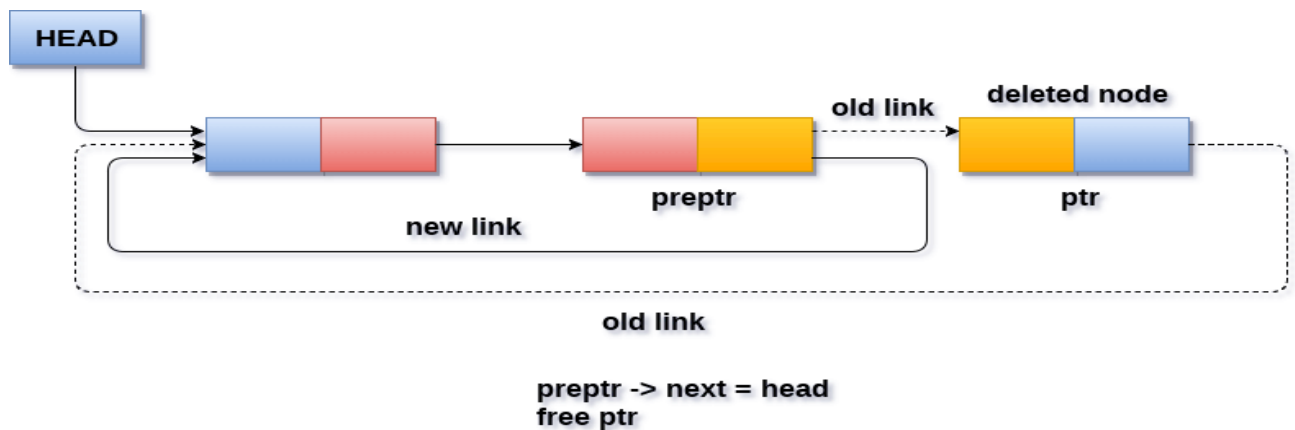 HEAD
old link
deleted node
preptr
ptr
new link
old link
preptr -> next = head
free ptr